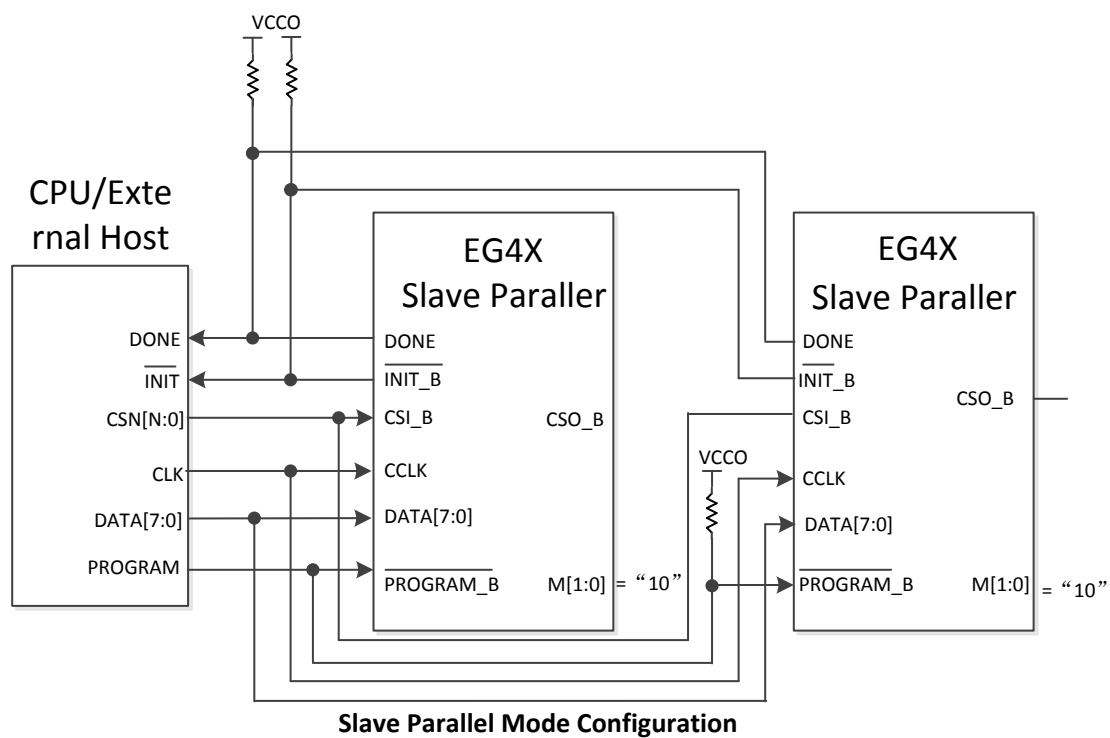 VCCO
CPU/Exte
rnal Host
DONE
INIT
CSN[N:0]
CLK
DATA[7:0]
PROGRAM
EG4X
Slave Paraller
DONE
INIT_B
CSI_B
CSO_B
CCLK
DATA[7:0]
PROGRAM_B
M[1:0] = “10”
VCCO
EG4X
Slave Paraller
DONE
INIT_B
CSO_B
CSI_B
CCLK
DATA[7:0]
PROGRAM_B
M[1:0] = “10”
Slave Parallel Mode Configuration